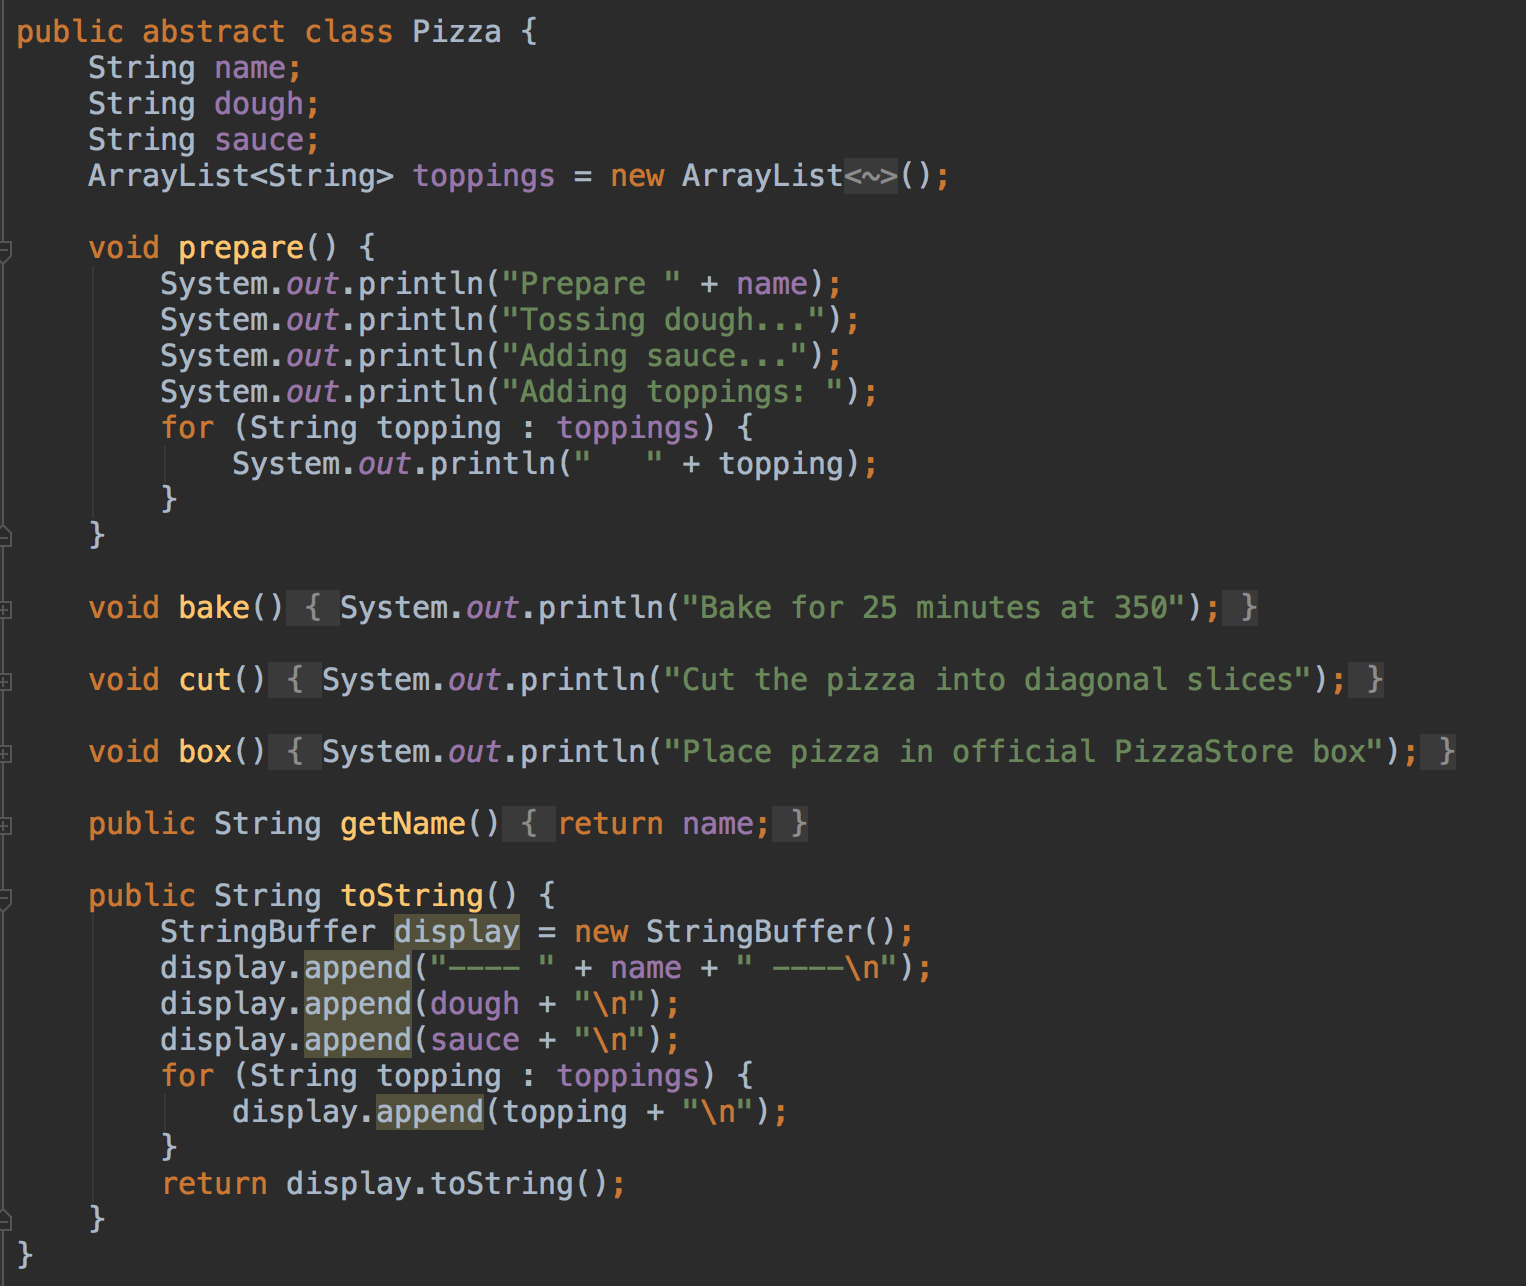 public abstract class Pizza {
    String name;
    String dough;
    String sauce;
    ArrayList<String> toppings = new ArrayList<~>();

    void prepare() {
        System.out.println("Prepare " + name);
        System.out.println("Tossing dough...");
        System.out.println("Adding sauce...");
        System.out.println("Adding toppings: ");
        for (String topping : toppings) {
            System.out.println("   " + topping);
        }
    }

    void bake() { System.out.println("Bake for 25 minutes at 350"); }

    void cut() { System.out.println("Cut the pizza into diagonal slices"); }

    void box() { System.out.println("Place pizza in official PizzaStore box"); }

    public String getName() { return name; }

    public String toString() {
        StringBuffer display = new StringBuffer();
        display.append("---- " + name + " ----\n");
        display.append(dough + "\n");
        display.append(sauce + "\n");
        for (String topping : toppings) {
            display.append(topping + "\n");
        }
        return display.toString();
    }
}